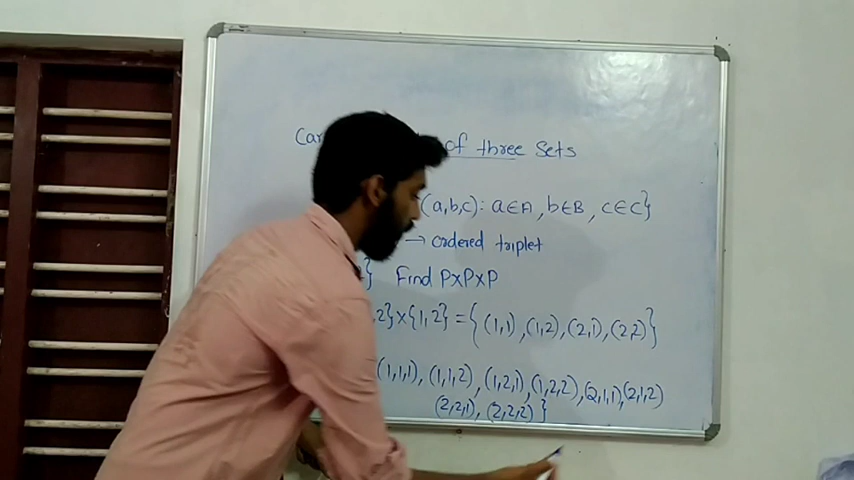 of three Sets
(a,b,c): a∈A, b∈B, c∈C}
→ ordered triplet
} Find P×P×P
,2}×{1,2} = {(1,1),(1,2),(2,1),(2,2)}
(1,1,1), (1,1,2), (1,2,1), (1,2,2), (2,1,1), (2,1,2)
(2,2,1), (2,2,2)}